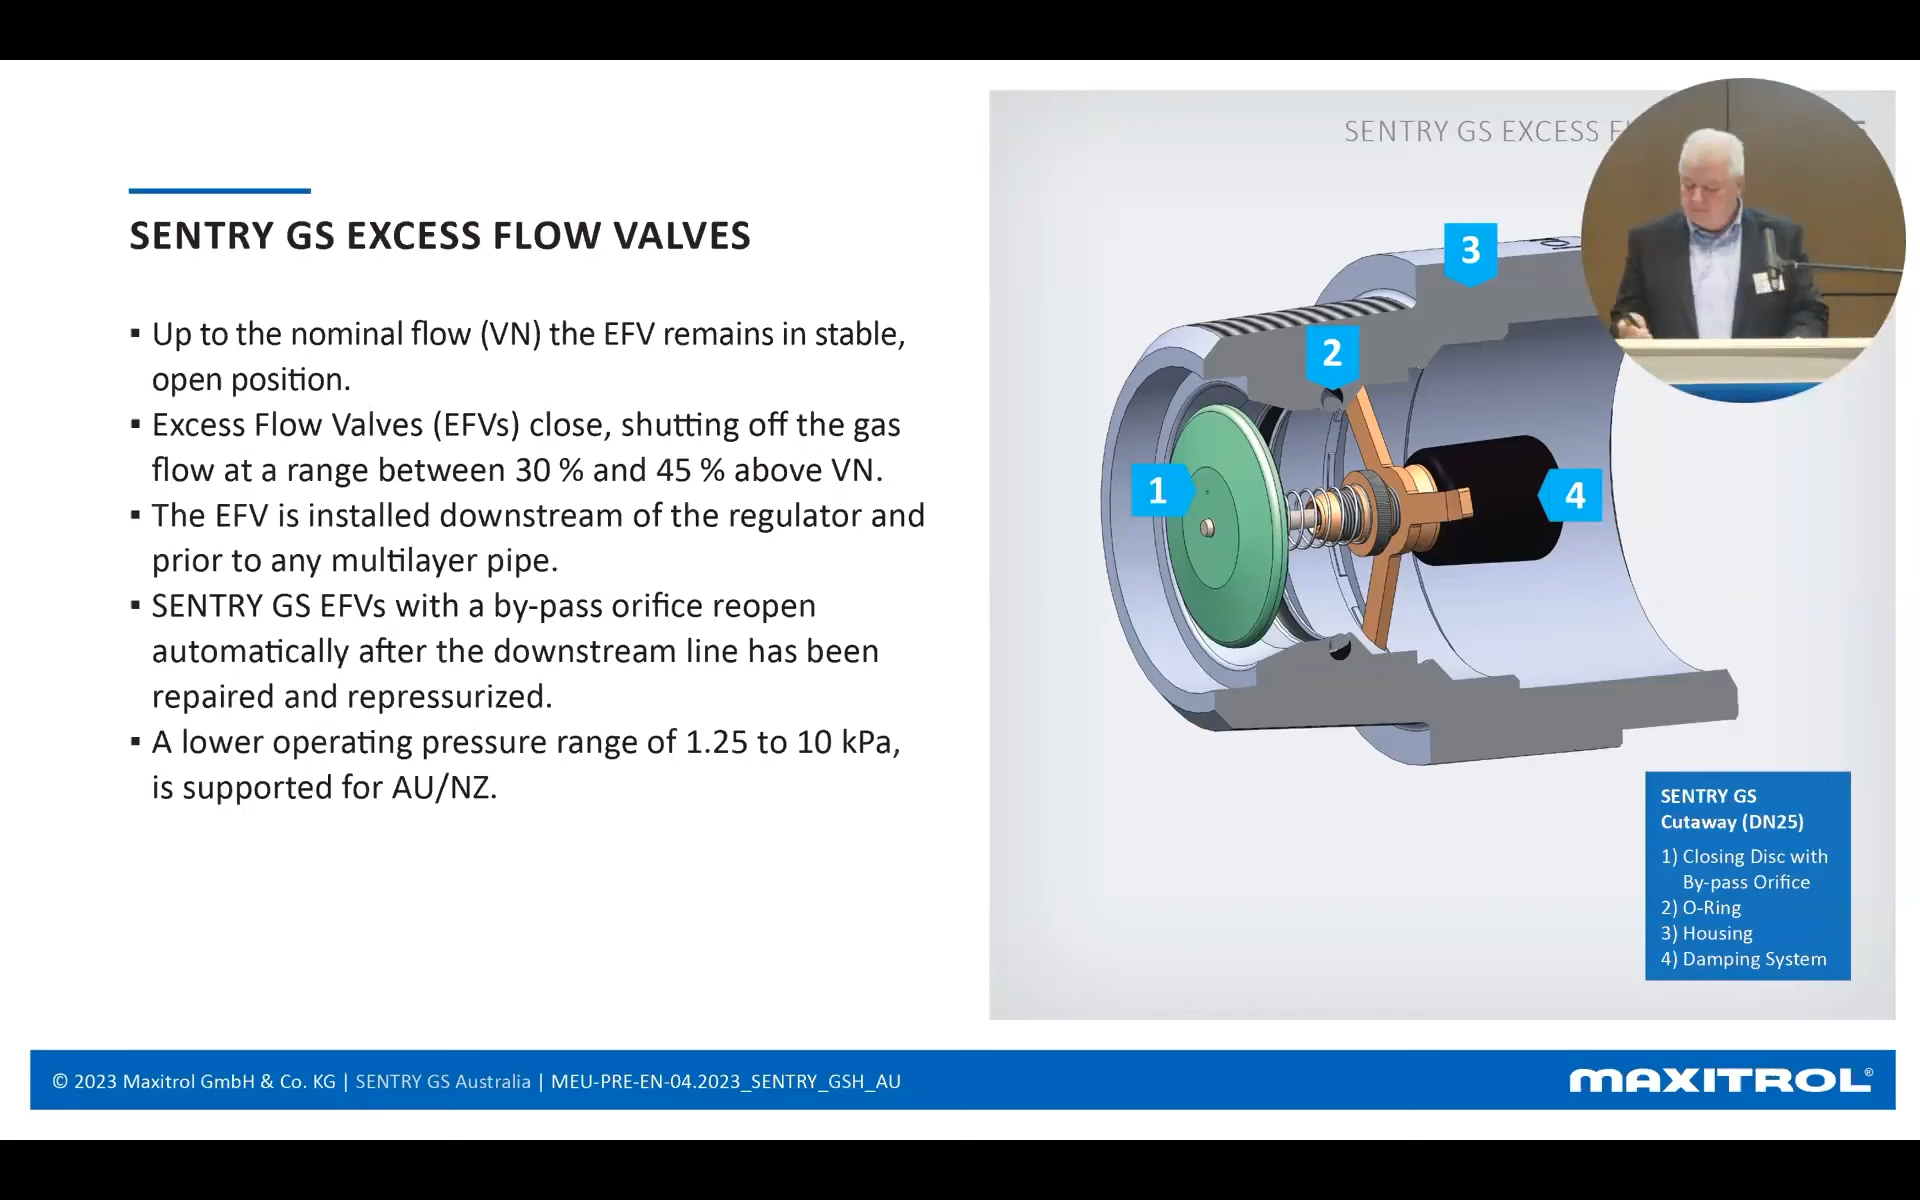 SENTRY GS EXCESS FLOW VALVES
▪ Up to the nominal flow (VN) the EFV remains in stable,
open position.
▪ Excess Flow Valves (EFVs) close, shutting off the gas
flow at a range between 30 % and 45 % above VN.
▪ The EFV is installed downstream of the regulator and
prior to any multilayer pipe.
▪ SENTRY GS EFVs with a by-pass orifice reopen
automatically after the downstream line has been
repaired and repressurized.
▪ A lower operating pressure range of 1.25 to 10 kPa,
is supported for AU/NZ.
SENTRY GS EXCESS
3
2
1
4
SENTRY GS
Cutaway (DN25)
1) Closing Disc with
By-pass Orifice
2) O-Ring
3) Housing
4) Damping System
© 2023 Maxitrol GmbH & Co. KG | SENTRY GS Australia | MEU-PRE-EN-04.2023_SENTRY_GSH_AU
MAXITROL®